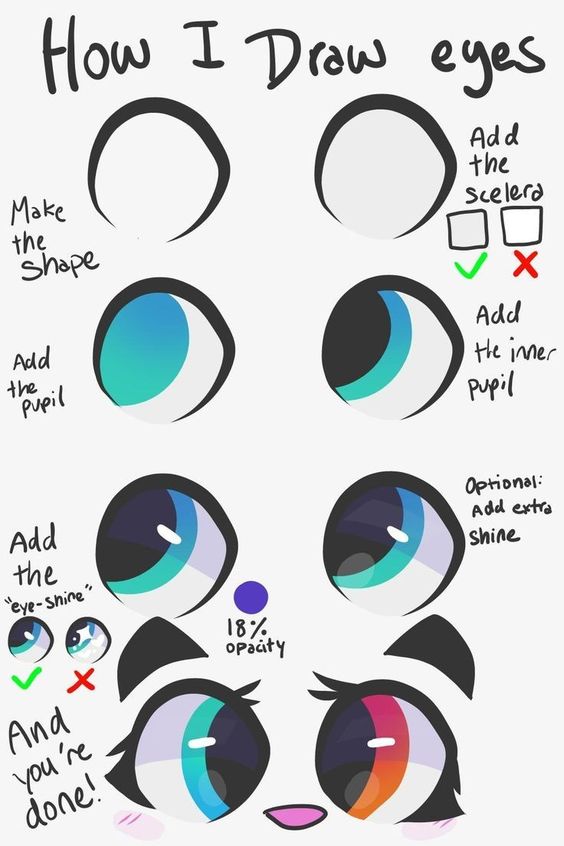 How I Draw eyes
Make
the
shape
Add
the
scelera
Add
the
pupil
Add
the inner
pupil
Add
the
"eye-shine"
18%
opacity
Optional:
Add extra
shine
And
you're
done!